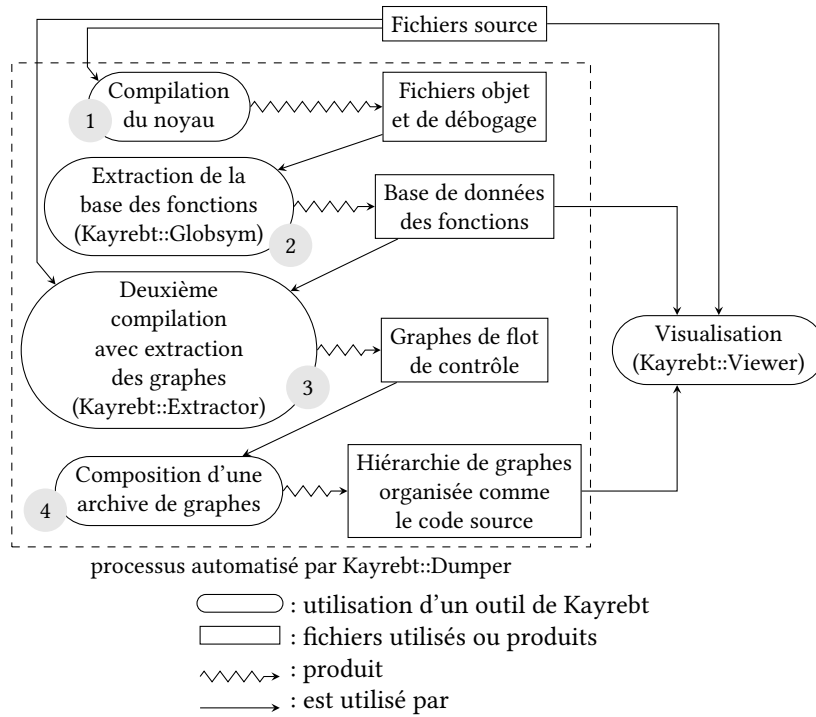 Fichiers source
Compilation
du noyau
1
Fichiers objet
et de débogage
Extraction de la
base des fonctions
(Kayrebt::Globsym)
2
Base de données
des fonctions
Deuxième
compilation
avec extraction
des graphes
(Kayrebt::Extractor)
3
Graphes de flot
de contrôle
Visualisation
(Kayrebt::Viewer)
Composition d'une
archive de graphes
4
Hiérarchie de graphes
organisée comme
le code source
processus automatisé par Kayrebt::Dumper
: utilisation d'un outil de Kayrebt
: fichiers utilisés ou produits
: produit
: est utilisé par